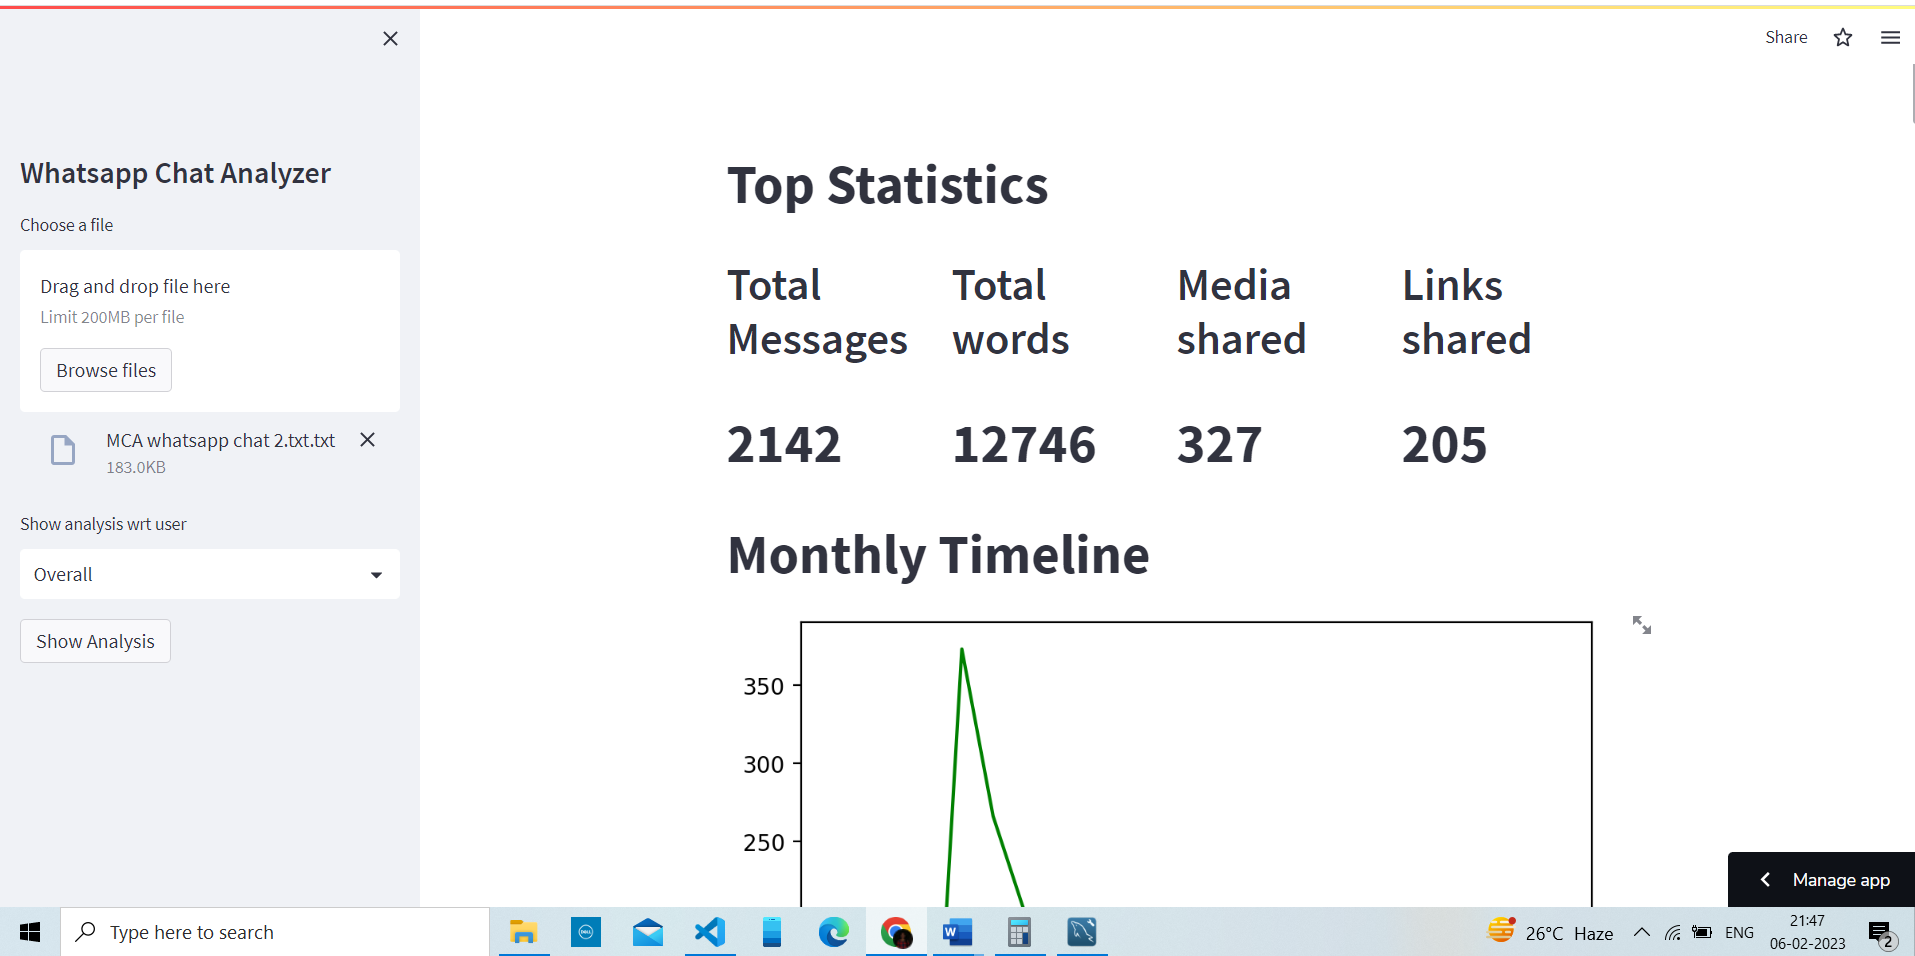 Share
Whatsapp Chat Analyzer
Choose a file
Drag and drop file here
Limit 200MB per file
Browse files
MCA whatsapp chat 2.txt.txt
183.0KB
Show analysis wrt user
Overall
Show Analysis
Top Statistics
Total Messages
Total words
Media shared
Links shared
2142
12746
327
205
Monthly Timeline
350
300
250
Manage app
Type here to search
DELL
W
26°C Haze
ENG
21:47
06-02-2023
2